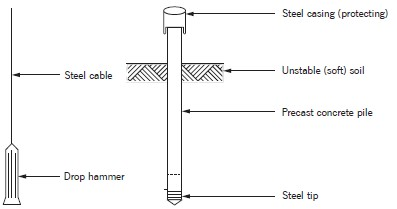 Steel casing (protecting)
Steel cable
Unstable (soft) soil
Precast concrete pile
Drop hammer
Steel tip